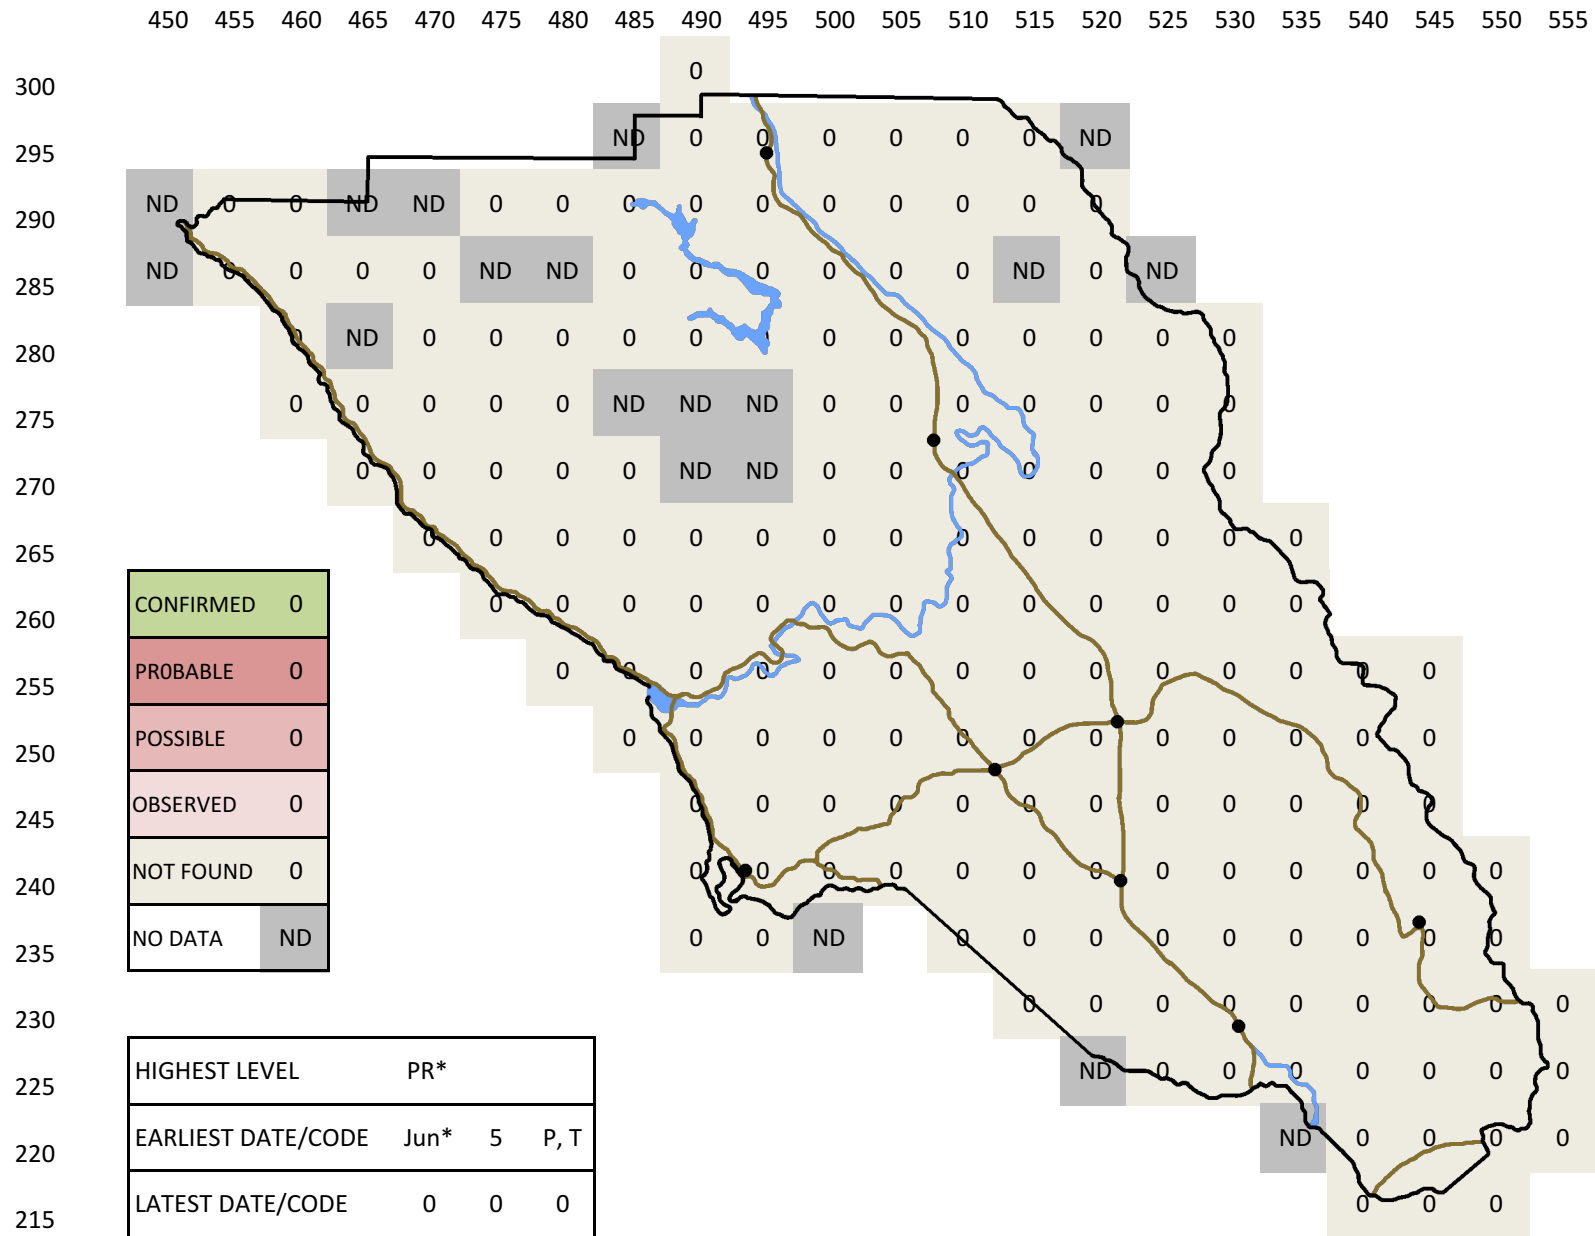 450 455 460 465 470 475 480 485 490 495 500 505 510 515 520 525 530 535 540 545 550 555
300 0
295 ND 0 0 0 0 0 0 ND
290 ND 0 0 ND ND 0 0 0 0 0 0 0 0 0 0
285 ND 0 0 0 0 ND ND 0 0 0 0 0 0 ND 0 ND
280 0 ND 0 0 0 0 0 0 0 0 0 0 0 0 0
275 0 0 0 0 0 ND ND ND 0 0 0 0 0 0 0
270 0 0 0 0 0 ND ND 0 0 0 0 0 0 0
265 0 0 0 0 0 0 0 0 0 0 0 0 0 0
260 CONFIRMED 0 0 0 0 0 0 0 0 0 0 0 0 0 0
255 PR0BABLE 0 0 0 0 0 0 0 0 0 0 0 0 0 0 0
250 POSSIBLE 0 0 0 0 0 0 0 0 0 0 0 0 0 0
245 OBSERVED 0 0 0 0 0 0 0 0 0 0 0 0 0
240 NOT FOUND 0 0 0 0 0 0 0 0 0 0 0 0 0 0
235 NO DATA ND 0 0 ND 0 0 0 0 0 0 0 0 0
230 0 0 0 0 0 0 0 0 0
225 HIGHEST LEVEL PR* ND 0 0 0 0 0 0 0
220 EARLIEST DATE/CODE Jun* 5 P, T ND 0 0 0 0
215 LATEST DATE/CODE 0 0 0 0 0 0